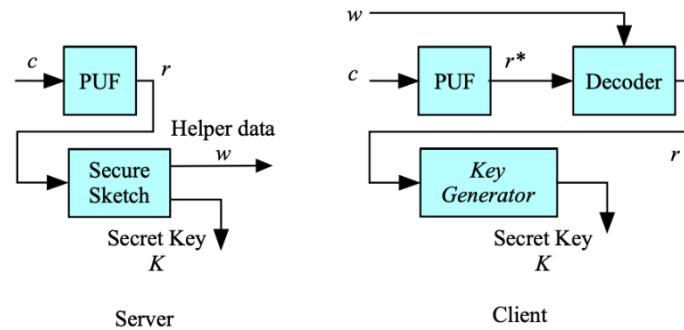 c
PUF
r
Helper data
w
Secure
Sketch
Secret Key
K
Server
w
c
PUF
r*
Decoder
r
Key
Generator
Secret Key
K
Client